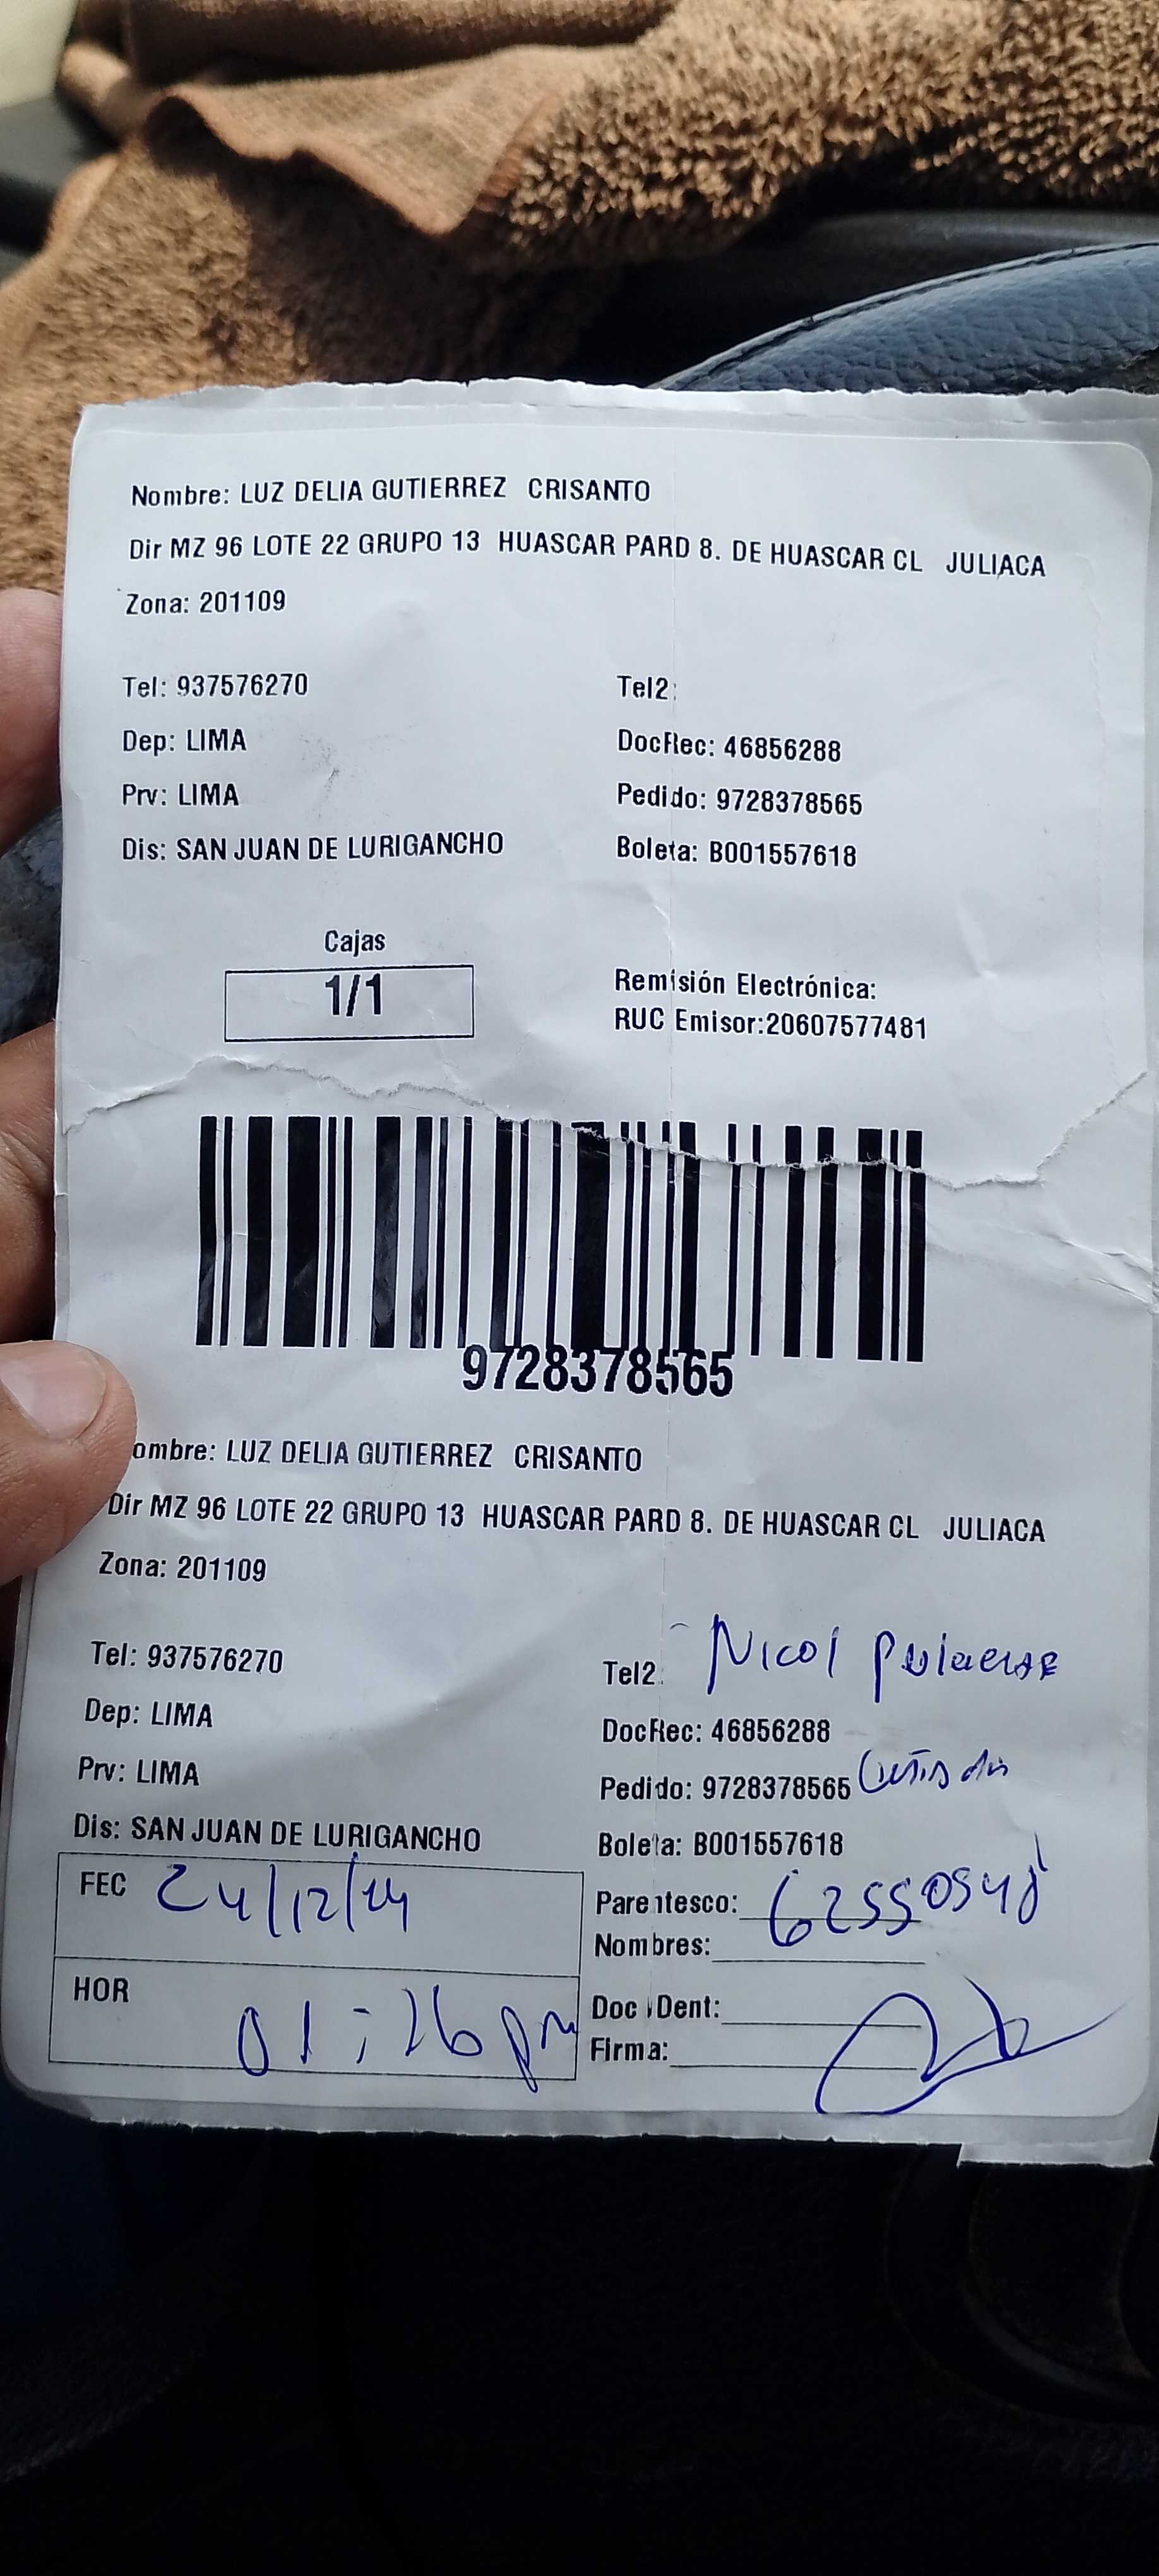 Nombre: LUZ DELIA GUTIERREZ CRISANTO
Dir MZ 96 LOTE 22 GRUPO 13 HUASCAR PARD 8. DE HUASCAR CL JULIACA
Zona: 201109
Tel: 937576270 Tel2:
Dep: LIMA DocRec: 46856288
Prv: LIMA Pedido: 9728378565
Dis: SAN JUAN DE LURIGANCHO Boleta: B001557618
Cajas
1/1
Remisión Electrónica:
RUC Emisor:20607577481
9728378565
ombre: LUZ DELIA GUTIERREZ CRISANTO
Dir MZ 96 LOTE 22 GRUPO 13 HUASCAR PARD 8. DE HUASCAR CL JULIACA
Zona: 201109
Tel: 937576270 Tel2: Nicol
Dep: LIMA DocRec: 46856288
Prv: LIMA Pedido: 9728378565
Dis: SAN JUAN DE LURIGANCHO Boleta: B001557618
FEC 24/12/24 Parentesco: 62550548
Nombres:
HOR 01:26 pm Doc Dent:
Firma: